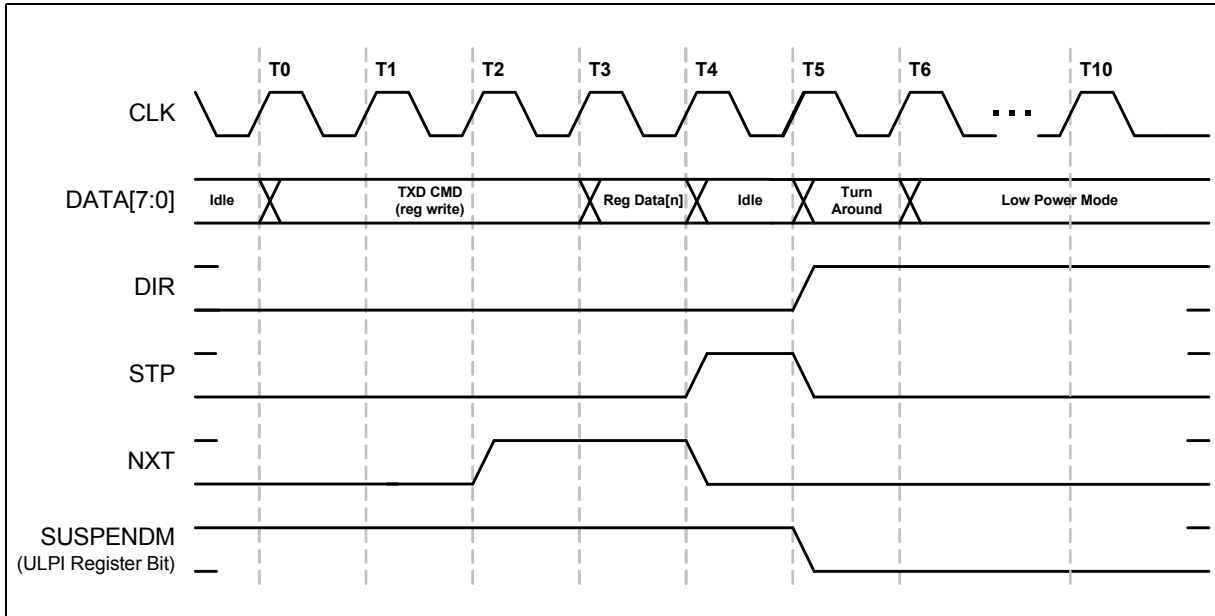 T0 T1 T2 T3 T4 T5 T6 T10
CLK
...
DATA[7:0] Idle TXD CMD Reg Data[n] Idle Turn Low Power Mode
(reg write) Around
DIR
STP
NXT
SUSPENDM
(ULPI Register Bit)